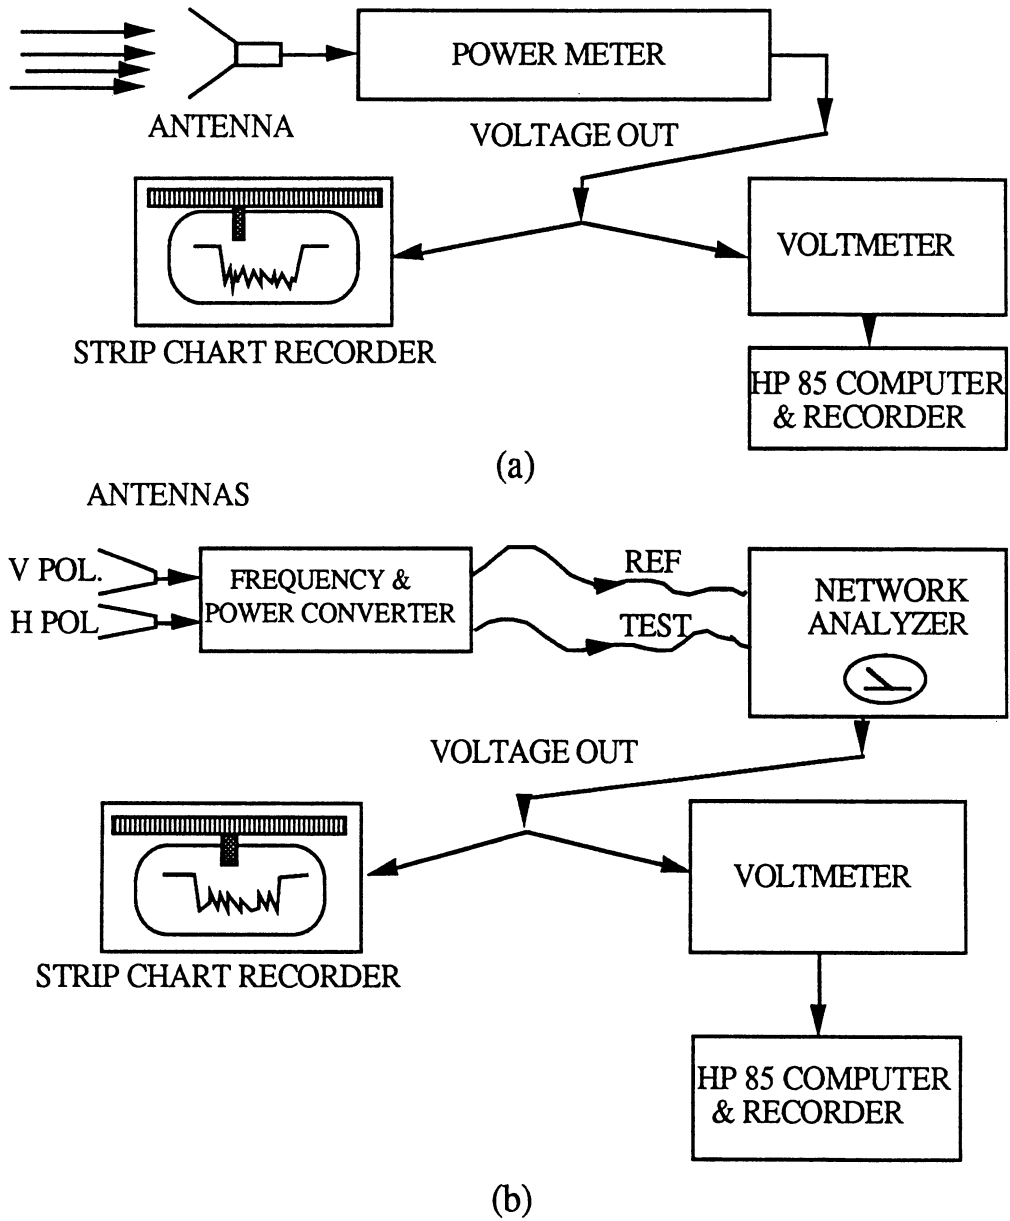 POWER METER
ANTENNA
VOLTAGE OUT
VOLTMETER
STRIP CHART RECORDER
HP 85 COMPUTER
& RECORDER
(a)
ANTENNAS
V POL.
H POL
FREQUENCY &
POWER CONVERTER
REF
TEST
NETWORK
ANALYZER
VOLTAGE OUT
VOLTMETER
STRIP CHART RECORDER
HP 85 COMPUTER
& RECORDER
(b)